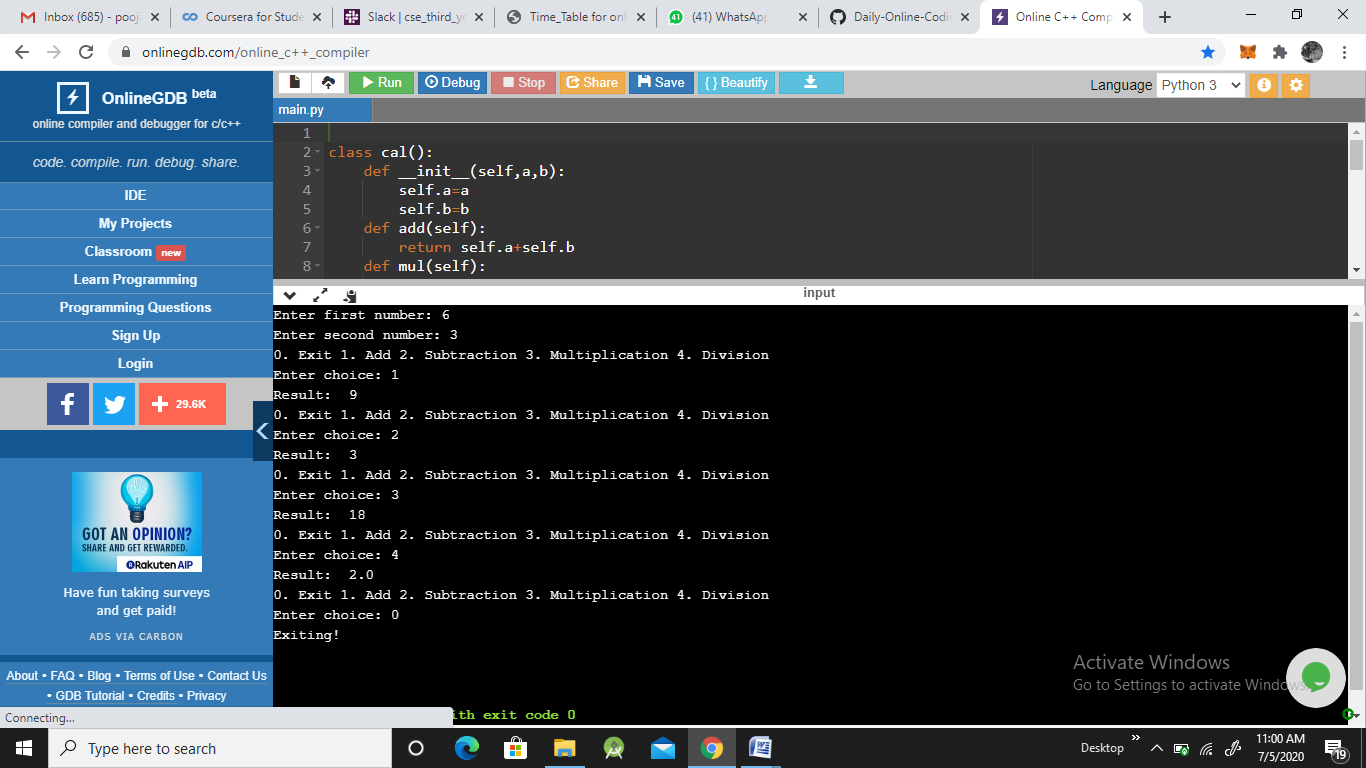 Inbox (685) - pooja
Coursera for Stude
Slack | cse_third_ye
Time_Table for onli
(41) WhatsApp
Daily-Online-Codin
Online C++ Comp
onlinegdb.com/online_c++_compiler
OnlineGDB beta
online compiler and debugger for c/c++
code. compile. run. debug. share.
IDE
My Projects
Classroom new
Learn Programming
Programming Questions
Sign Up
Login
29.6K
GOT AN OPINION?
SHARE AND GET REWARDED.
Rakuten AIP
Have fun taking surveys
and get paid!
ADS VIA CARBON
About • FAQ • Blog • Terms of Use • Contact Us
• GDB Tutorial • Credits • Privacy
Connecting...
Run Debug Stop Share Save { } Beautify
Language Python 3
main.py
1
2 class cal():
3 def __init__(self,a,b):
4 self.a=a
5 self.b=b
6 def add(self):
7 return self.a+self.b
8 def mul(self):
input
Enter first number: 6
Enter second number: 3
0. Exit 1. Add 2. Subtraction 3. Multiplication 4. Division
Enter choice: 1
Result:  9
0. Exit 1. Add 2. Subtraction 3. Multiplication 4. Division
Enter choice: 2
Result:  3
0. Exit 1. Add 2. Subtraction 3. Multiplication 4. Division
Enter choice: 3
Result:  18
0. Exit 1. Add 2. Subtraction 3. Multiplication 4. Division
Enter choice: 4
Result:  2.0
0. Exit 1. Add 2. Subtraction 3. Multiplication 4. Division
Enter choice: 0
Exiting!
ith exit code 0
Activate Windows
Go to Settings to activate Windows.
Type here to search
Desktop
11:00 AM
7/5/2020
19